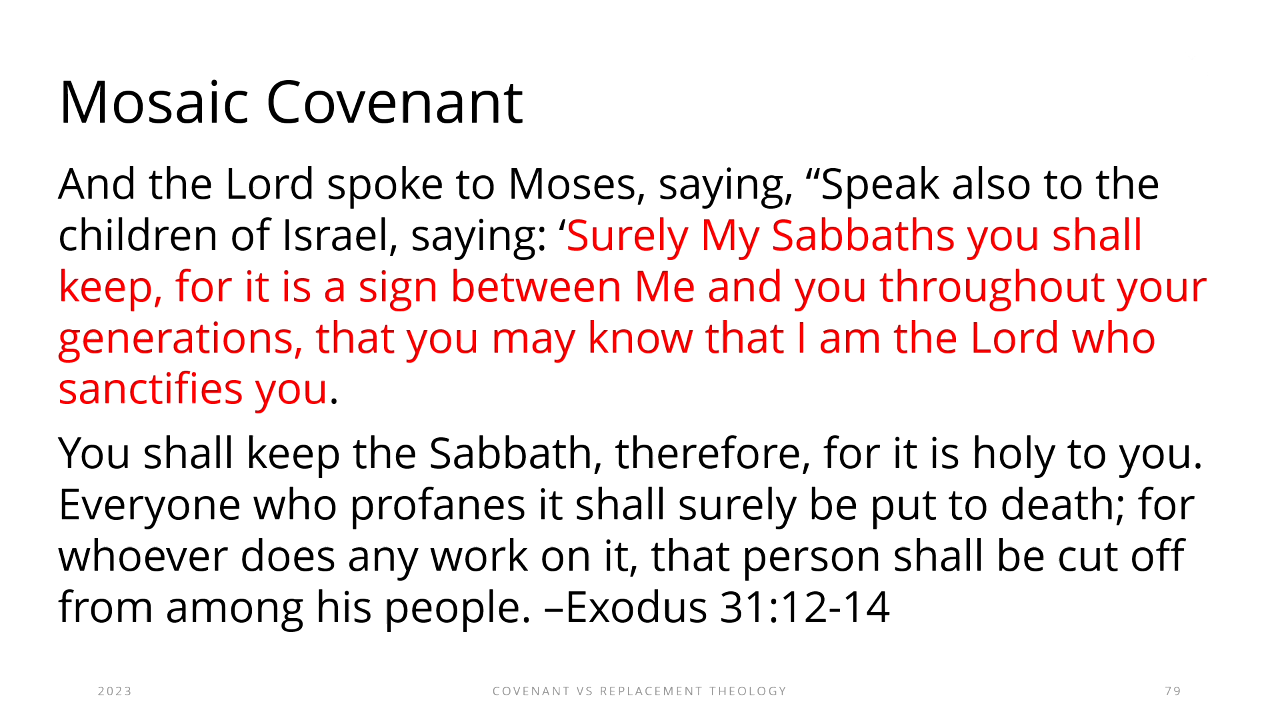 Mosaic Covenant
And the Lord spoke to Moses, saying, “Speak also to the
children of Israel, saying: ‘Surely My Sabbaths you shall
keep, for it is a sign between Me and you throughout your
generations, that you may know that I am the Lord who
sanctifies you.
You shall keep the Sabbath, therefore, for it is holy to you.
Everyone who profanes it shall surely be put to death; for
whoever does any work on it, that person shall be cut off
from among his people. –Exodus 31:12-14
2023 COVENANT VS REPLACEMENT THEOLOGY 79